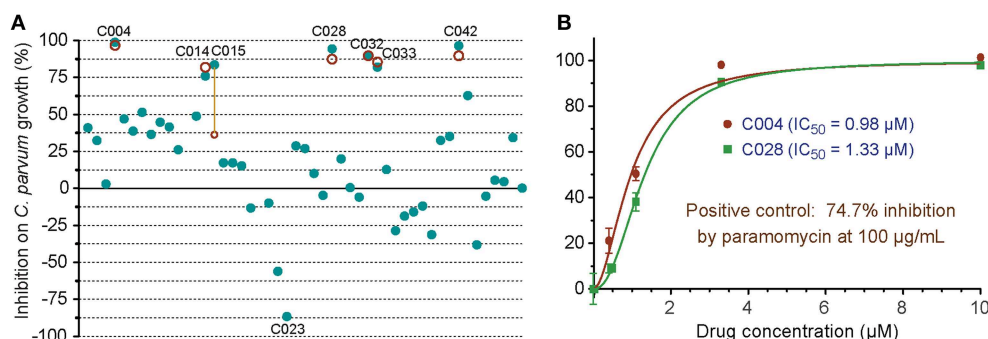 A
Inhibition on C. parvum growth (%)
100
75
50
25
0
-25
-50
-75
-100
C004
C014 C015
C028
C032
C033
C042
C023
B
100
80
60
40
20
0
C004 (IC50 = 0.98 µM)
C028 (IC50 = 1.33 µM)
Positive control: 74.7% inhibition
by paramomycin at 100 µg/mL
0 2 4 6 8 10
Drug concentration (µM)